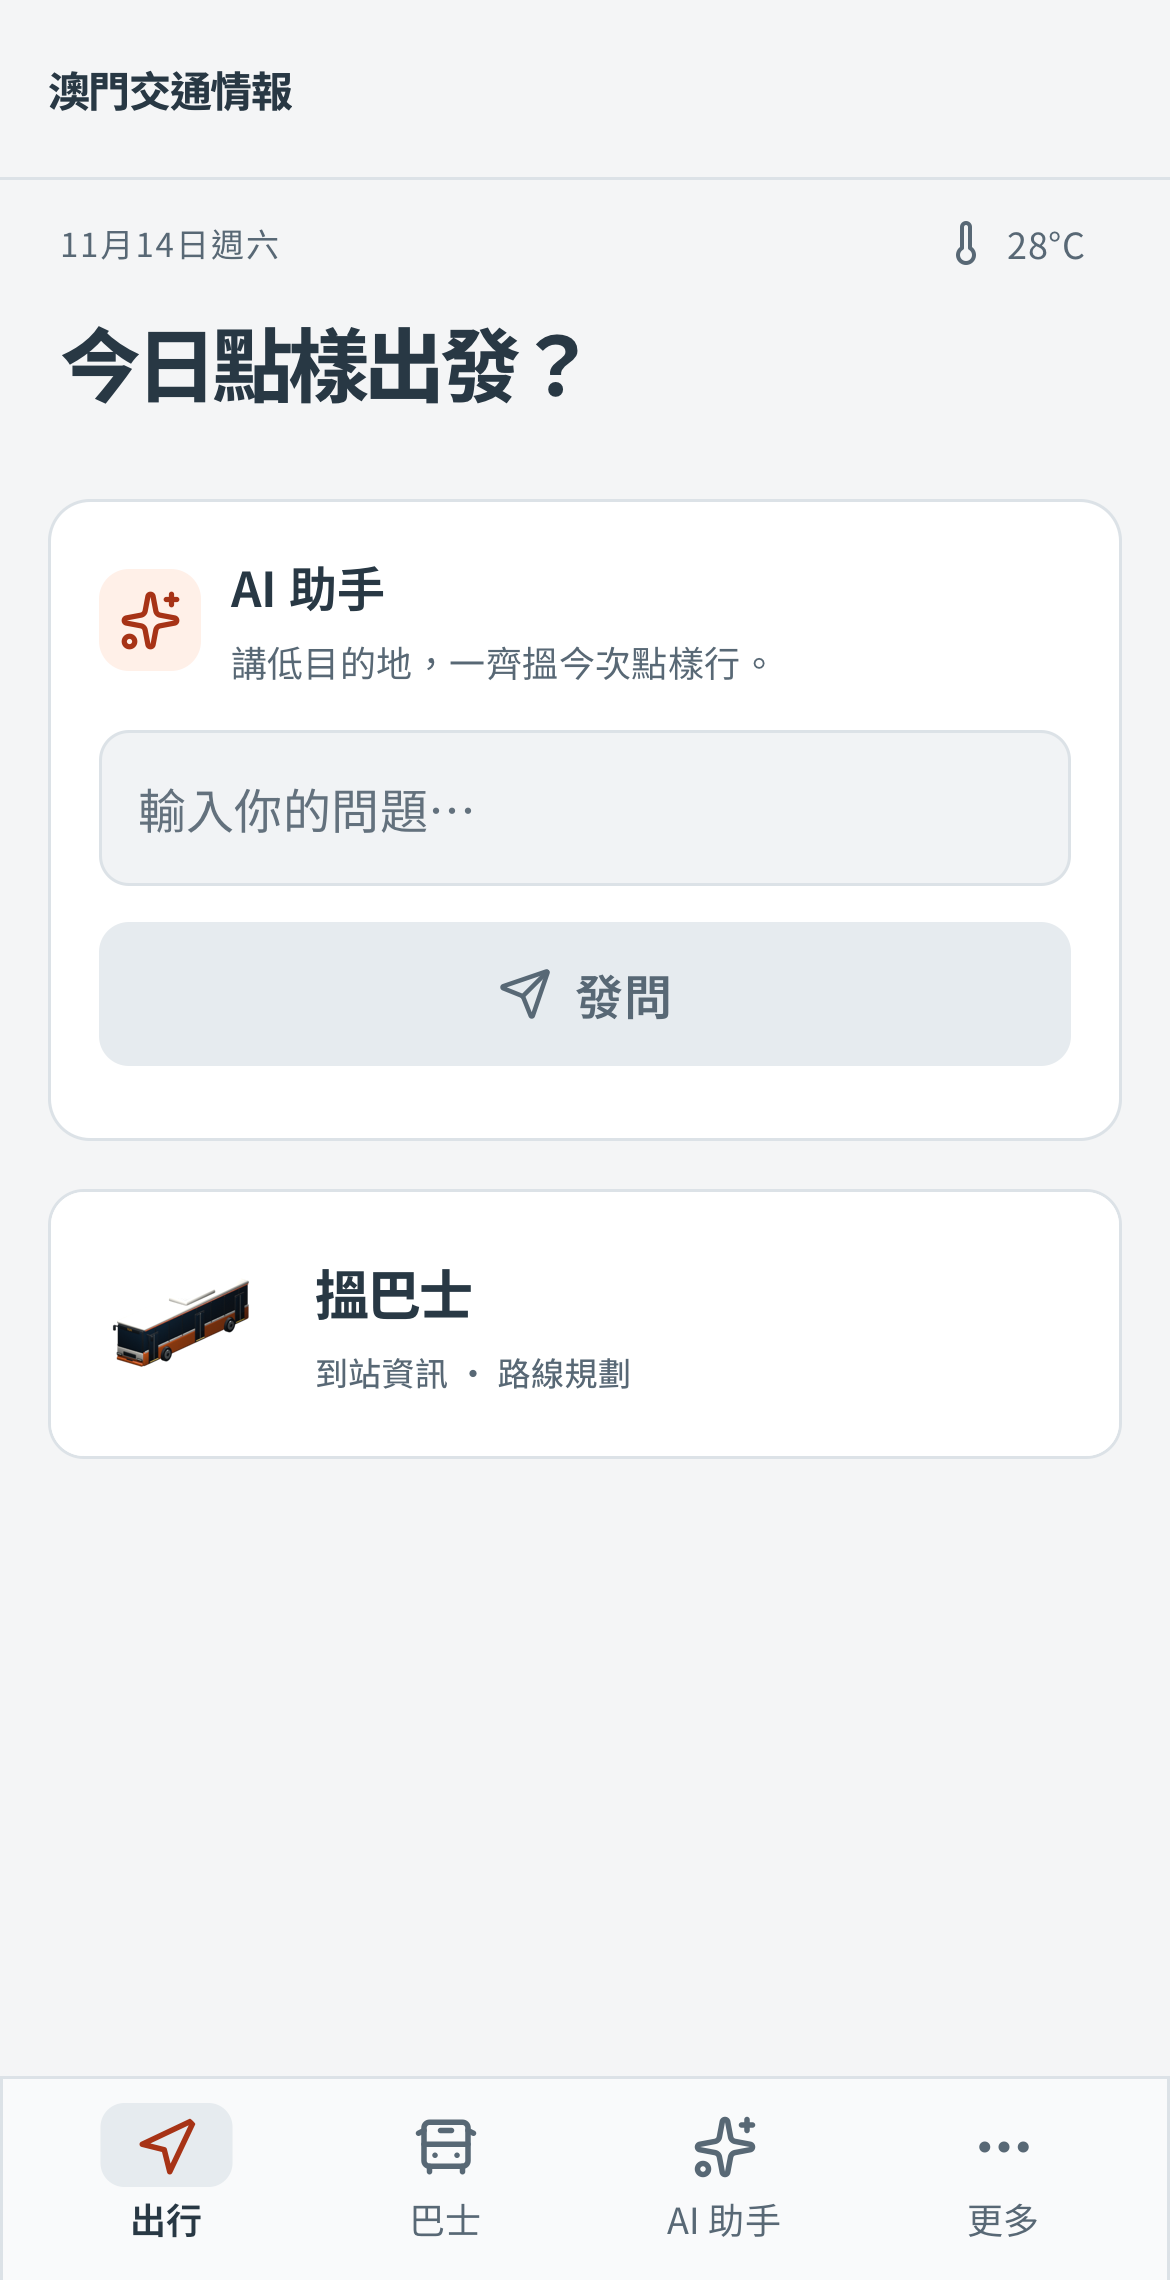 澳門交通情報
11月14日週六
28°C
今日點樣出發？
AI 助手
講低目的地，一齊搵今次點樣行。
輸入你的問題…
發問
搵巴士
到站資訊 · 路線規劃
出行
巴士
AI 助手
更多